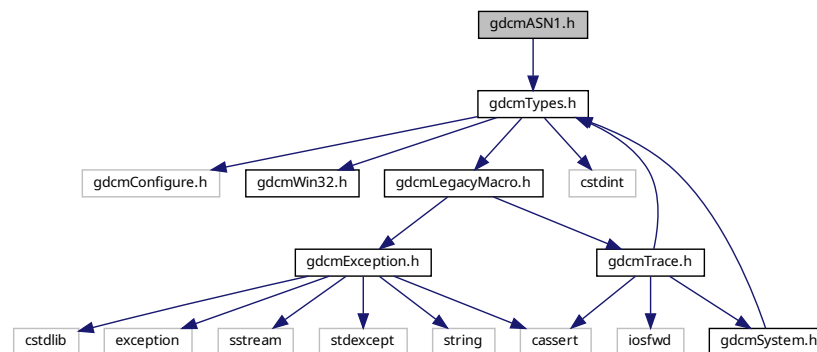 gdcmASN1.h
gdcmTypes.h
gdcmConfigure.h
gdcmWin32.h
gdcmLegacyMacro.h
cstdint
gdcmException.h
gdcmTrace.h
cstdlib
exception
sstream
stdexcept
string
cassert
iosfwd
gdcmSystem.h